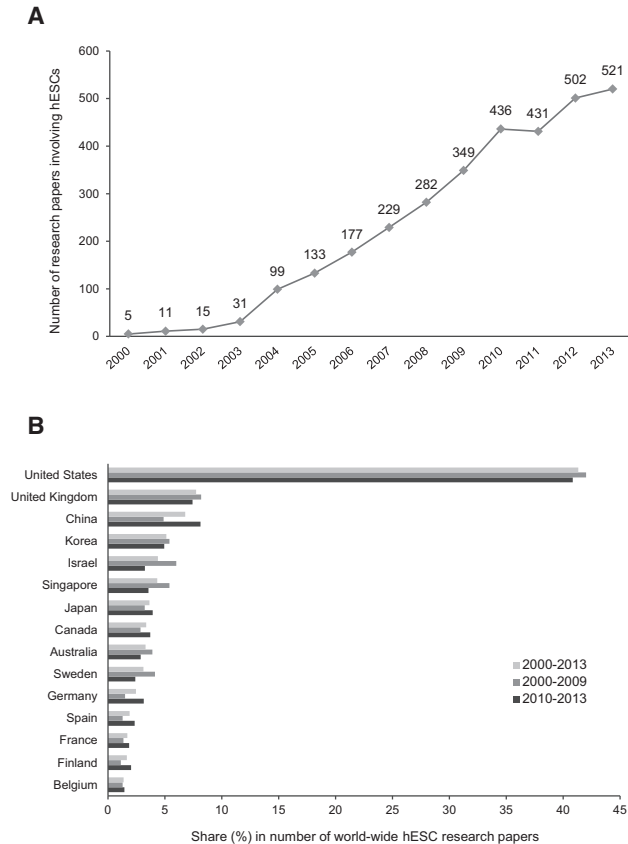 A
Number of research papers involving hESCs
600
500
400
300
200
100
0
5
11
15
31
99
133
177
229
282
349
436
431
502
521
2000
2001
2002
2003
2004
2005
2006
2007
2008
2009
2010
2011
2012
2013
B
United States
United Kingdom
China
Korea
Israel
Singapore
Japan
Canada
Australia
Sweden
Germany
Spain
France
Finland
Belgium
2000-2013
2000-2009
2010-2013
0 5 10 15 20 25 30 35 40 45
Share (%) in number of world-wide hESC research papers